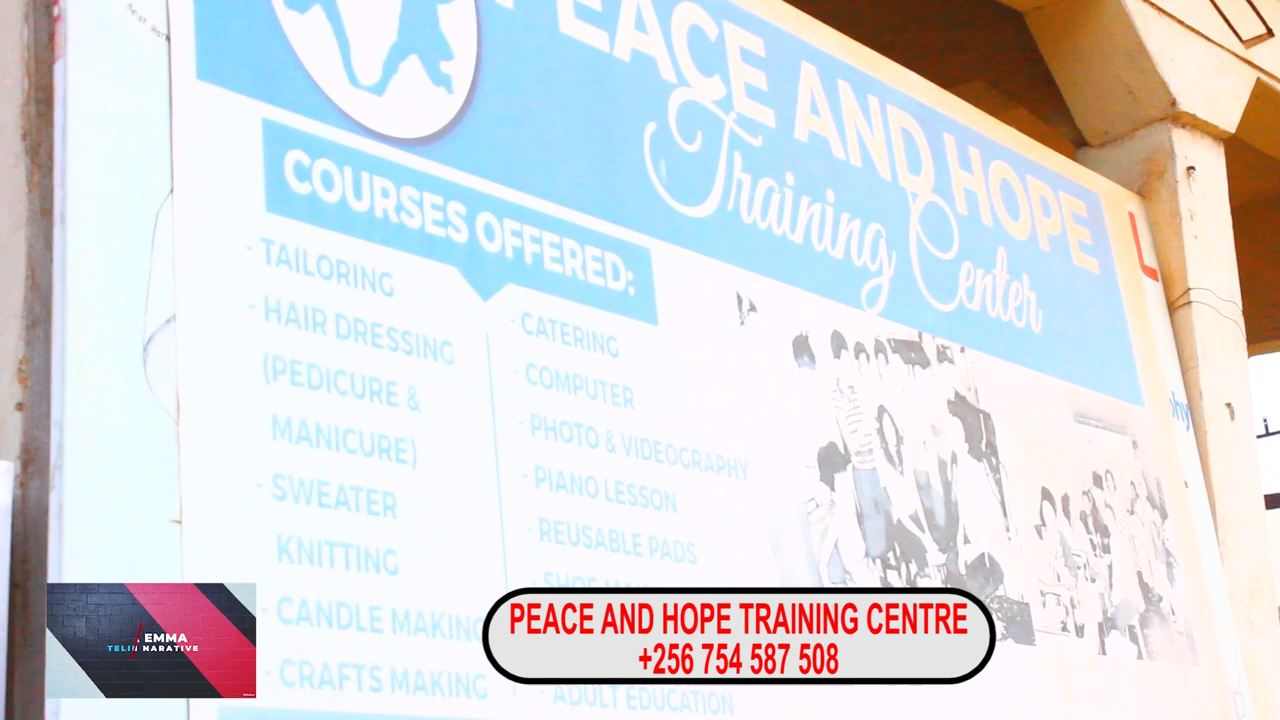 PEACE AND HOPE
Training Center
COURSES OFFERED:
- TAILORING
- HAIR DRESSING
(PEDICURE &
MANICURE)
- SWEATER
KNITTING
- CANDLE MAKING
- CRAFTS MAKING
- CATERING
- COMPUTER
- PHOTO & VIDEOGRAPHY
- PIANO LESSON
- REUSABLE PADS
- SHOE
- ADULT EDUCATION
L
EMMA
NARATIVE
PEACE AND HOPE TRAINING CENTRE
+256 754 587 508